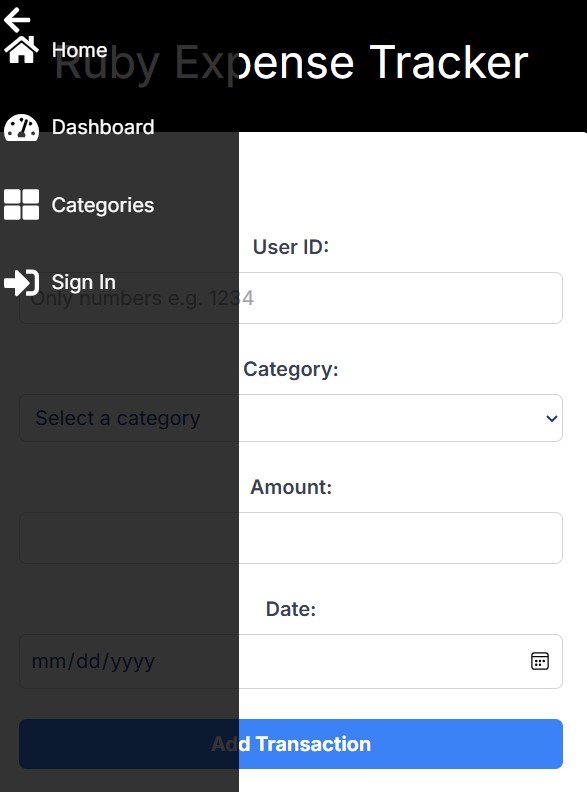 Home
Ruby Expense Tracker
Dashboard
Categories
User ID:
Sign In
Only numbers e.g. 1234
Category:
Select a category
Amount:
Date:
mm/dd/yyyy
Add Transaction